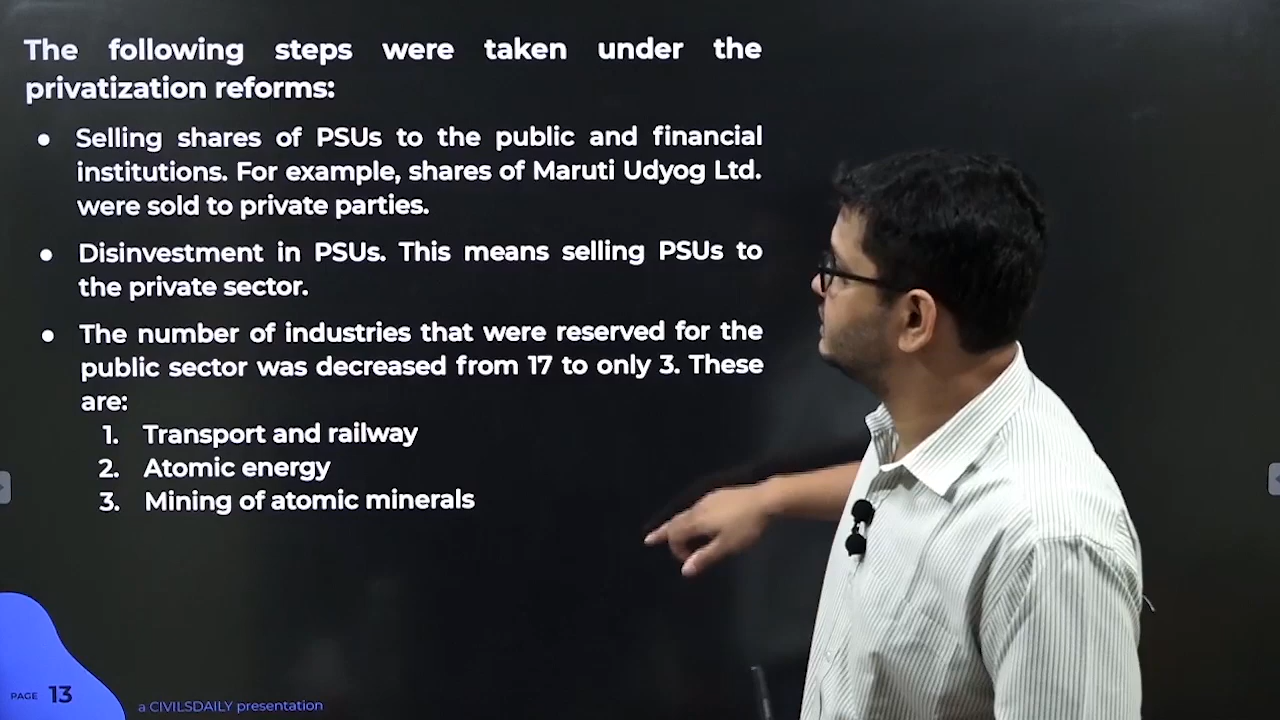 The following steps were taken under the
privatization reforms:
● Selling shares of PSUs to the public and financial
institutions. For example, shares of Maruti Udyog Ltd.
were sold to private parties.
● Disinvestment in PSUs. This means selling PSUs to
the private sector.
● The number of industries that were reserved for the
public sector was decreased from 17 to only 3. These
are:
1. Transport and railway
2. Atomic energy
3. Mining of atomic minerals
PAGE 13
a CIVILSDAILY presentation